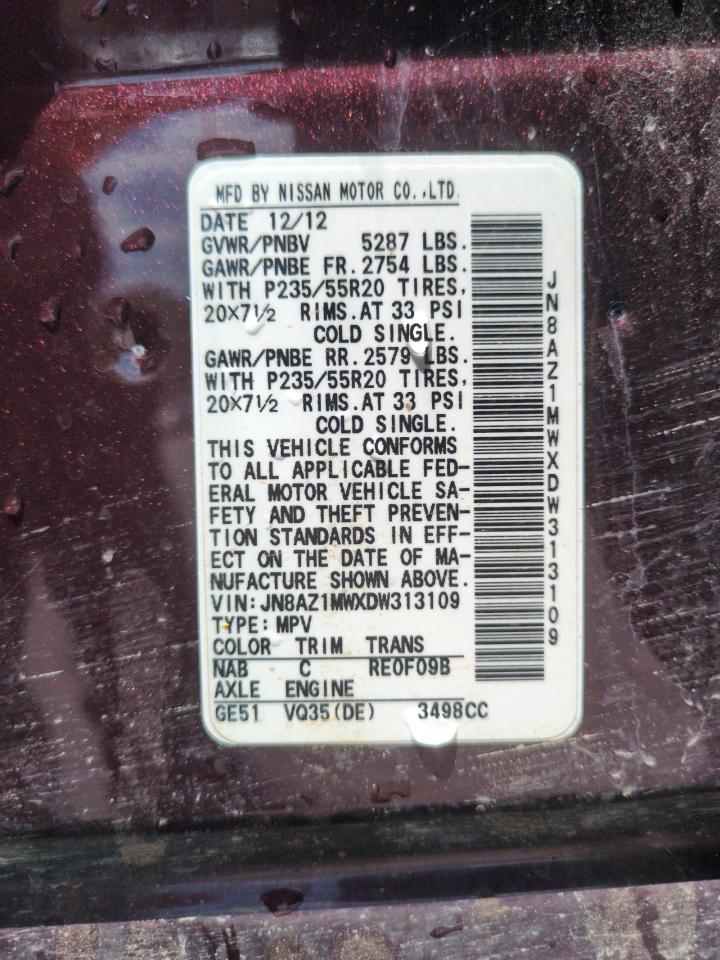 MFD BY NISSAN MOTOR CO.,LTD.
DATE 12/12
GVWR/PNBV 5287 LBS.
GAWR/PNBE FR. 2754 LBS.
WITH P235/55R20 TIRES,
20×7½ RIMS. AT 33 PSI
COLD SINGLE.
GAWR/PNBE RR. 2579 LBS.
WITH P235/55R20 TIRES,
20×7½ RIMS. AT 33 PSI
COLD SINGLE.
THIS VEHICLE CONFORMS
TO ALL APPLICABLE FED-
ERAL MOTOR VEHICLE SA-
FETY AND THEFT PREVEN-
TION STANDARDS IN EFF-
ECT ON THE DATE OF MA-
NUFACTURE SHOWN ABOVE.
VIN: JN8AZ1MWXDW313109
TYPE: MPV
COLOR TRIM TRANS
NAB C RE0F09B
AXLE ENGINE
GE51 VQ35(DE) 3498CC
JN8AZ1MWXDW313109